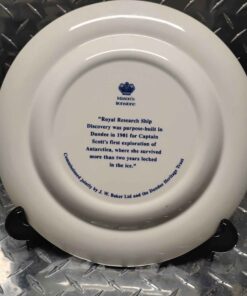 MASON'S
IRONSTONE
"Royal Research Ship
Discovery was purpose-built in
Dundee in 1901 for Captain
Scott's first exploration of
Antarctica, where she survived
more than two years locked
in the ice."
Commissioned jointly by J. W. Baker Ltd and the Dundee Heritage Trust